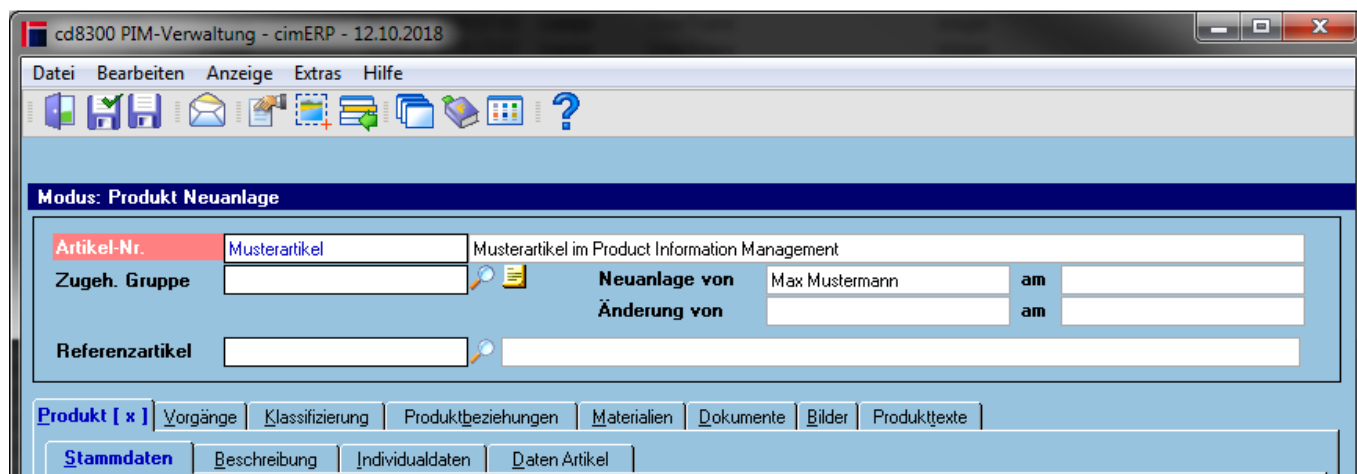 cd8300 PIM-Verwaltung - cimERP - 12.10.2018
Datei Bearbeiten Anzeige Extras Hilfe
Modus: Produkt Neuanlage
Artikel-Nr. Musterartikel Musterartikel im Product Information Management
Zugeh. Gruppe Neuanlage von Max Mustermann am
Änderung von am
Referenzartikel
Produkt [ x ] Vorgänge Klassifizierung Produktbeziehungen Materialien Dokumente Bilder Produkttexte
Stammdaten Beschreibung Individualdaten Daten Artikel